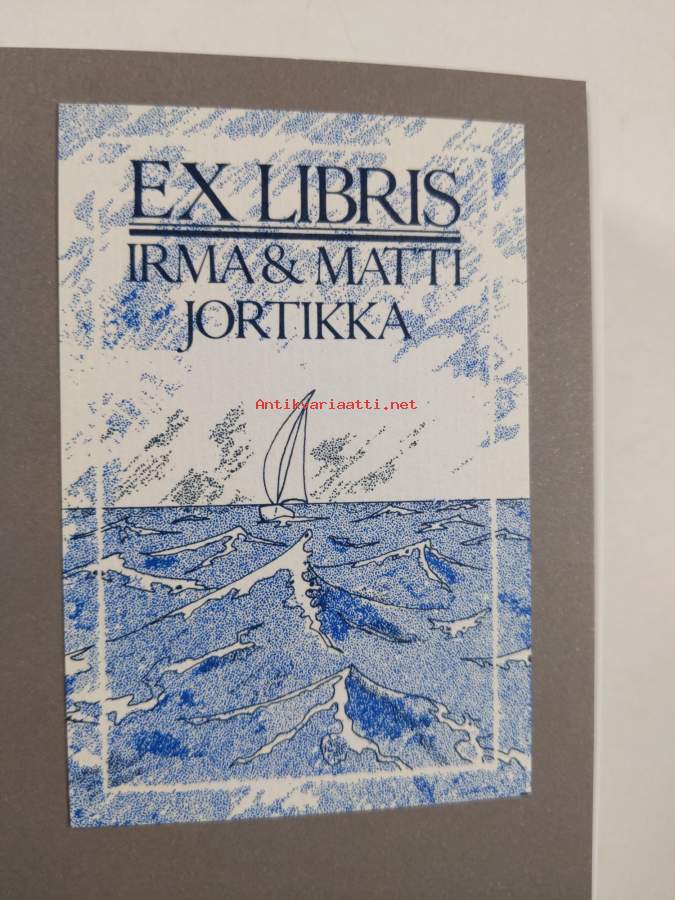 EX LIBRIS
IRMA & MATTI
JORTIKKA
Antikvariaatti.net